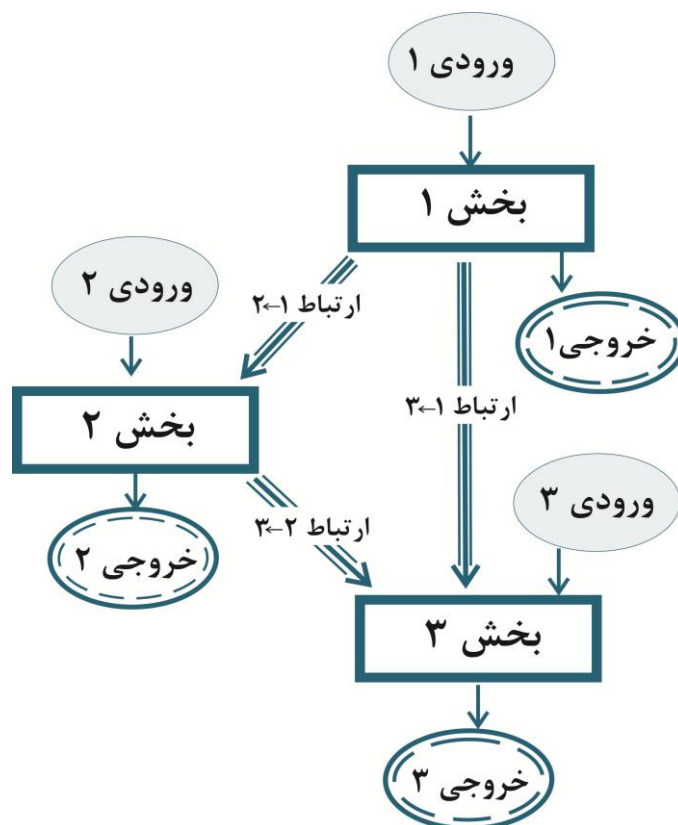 ورودی ۱
بخش ۱
ورودی ۲
ارتباط ۱←۲
خروجی۱
ارتباط ۱←۳
بخش ۲
ورودی ۳
ارتباط ۲←۳
خروجی ۲
بخش ۳
خروجی ۳